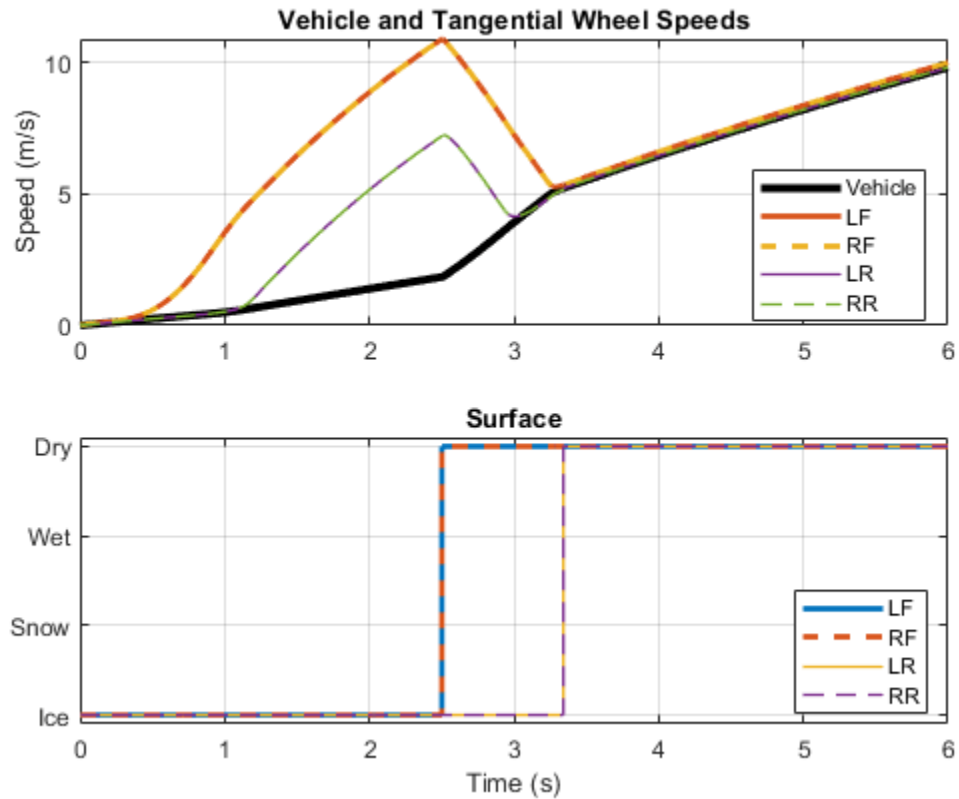 Vehicle and Tangential Wheel Speeds
Speed (m/s)
10
5
0
0 1 2 3 4 5 6
Vehicle
LF
RF
LR
RR
Surface
Dry
Wet
Snow
Ice
0 1 2 3 4 5 6
LF
RF
LR
RR
Time (s)